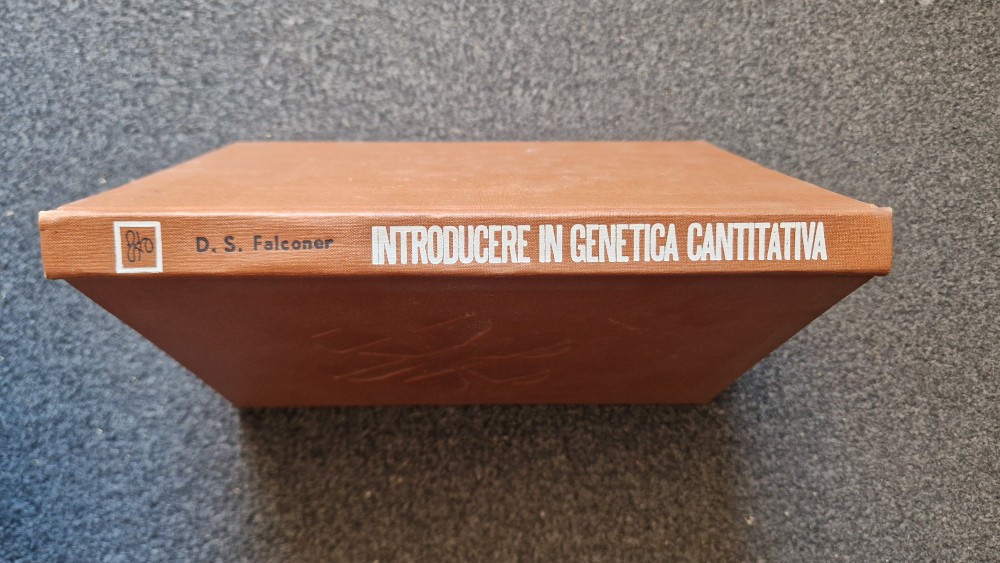 D. S. Falconer INTRODUCERE IN GENETICA CANTITATIVA